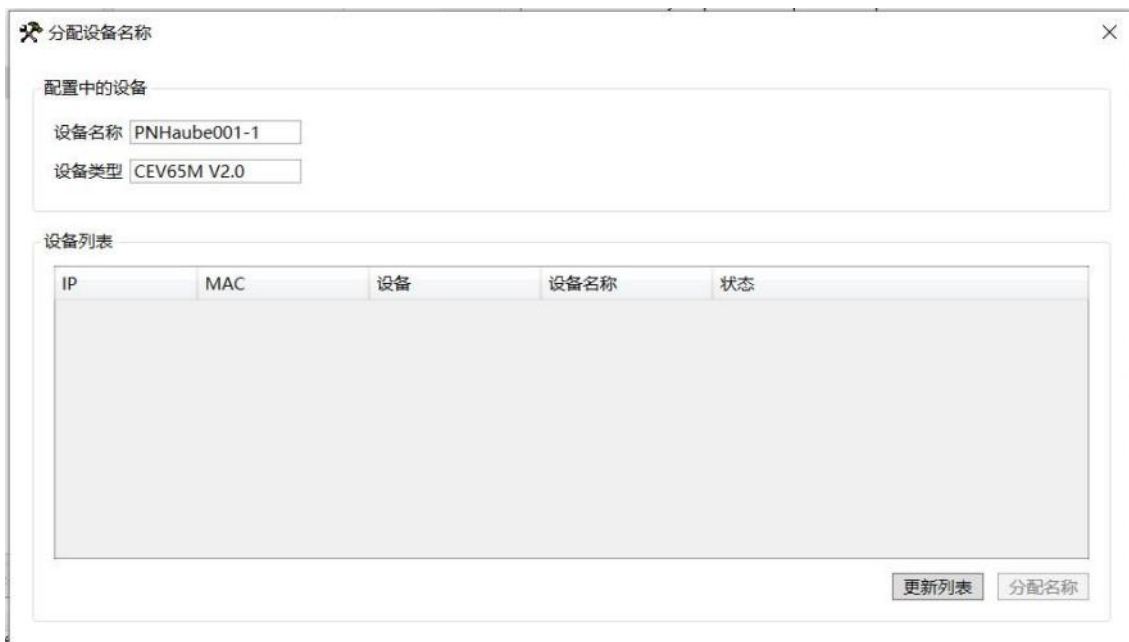 分配设备名称
配置中的设备
设备名称 PNHaube001-1
设备类型 CEV65M V2.0
设备列表
IP MAC 设备 设备名称 状态
更新列表 分配名称